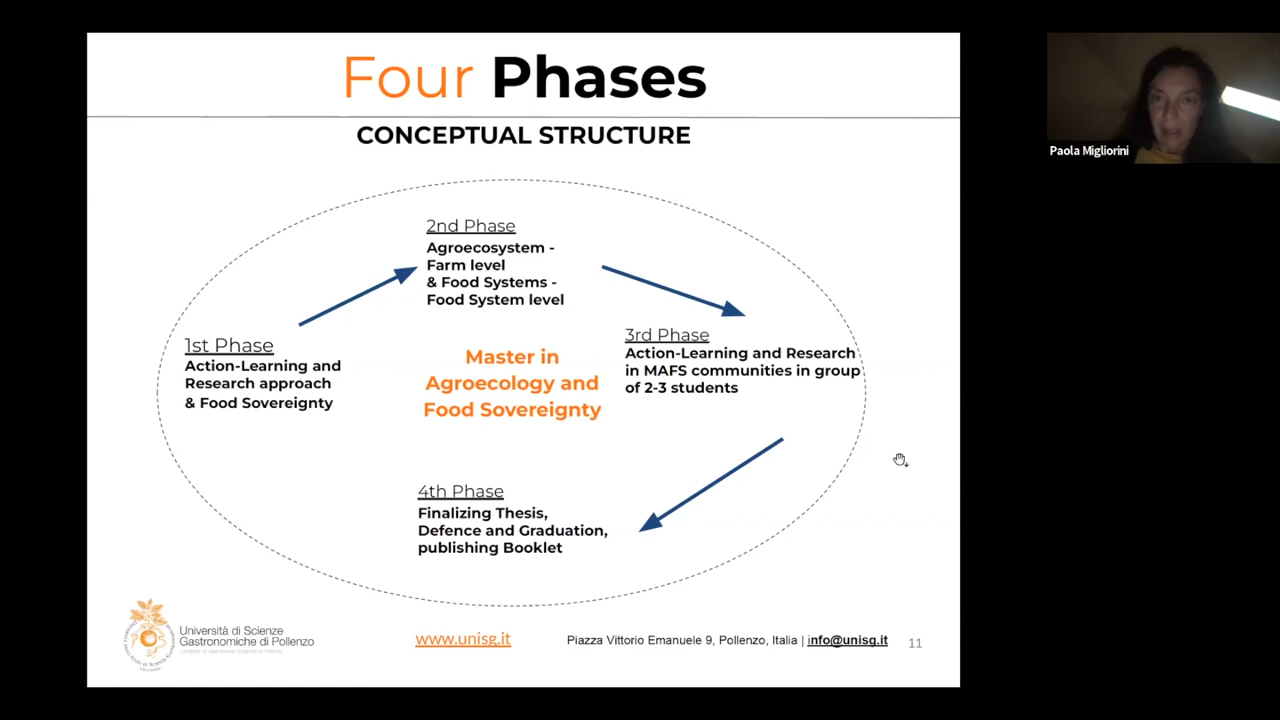 Four Phases
CONCEPTUAL STRUCTURE
Paola Migliorini
2nd Phase
Agroecosystem -
Farm level
& Food Systems -
Food System level
1st Phase
Action-Learning and
Research approach
& Food Sovereignty
Master in
Agroecology and
Food Sovereignty
3rd Phase
Action-Learning and Research
in MAFS communities in group
of 2-3 students
4th Phase
Finalizing Thesis,
Defence and Graduation,
publishing Booklet
Università di Scienze
Gastronomiche di Pollenzo
www.unisg.it
Piazza Vittorio Emanuele 9, Pollenzo, Italia | info@unisg.it
11